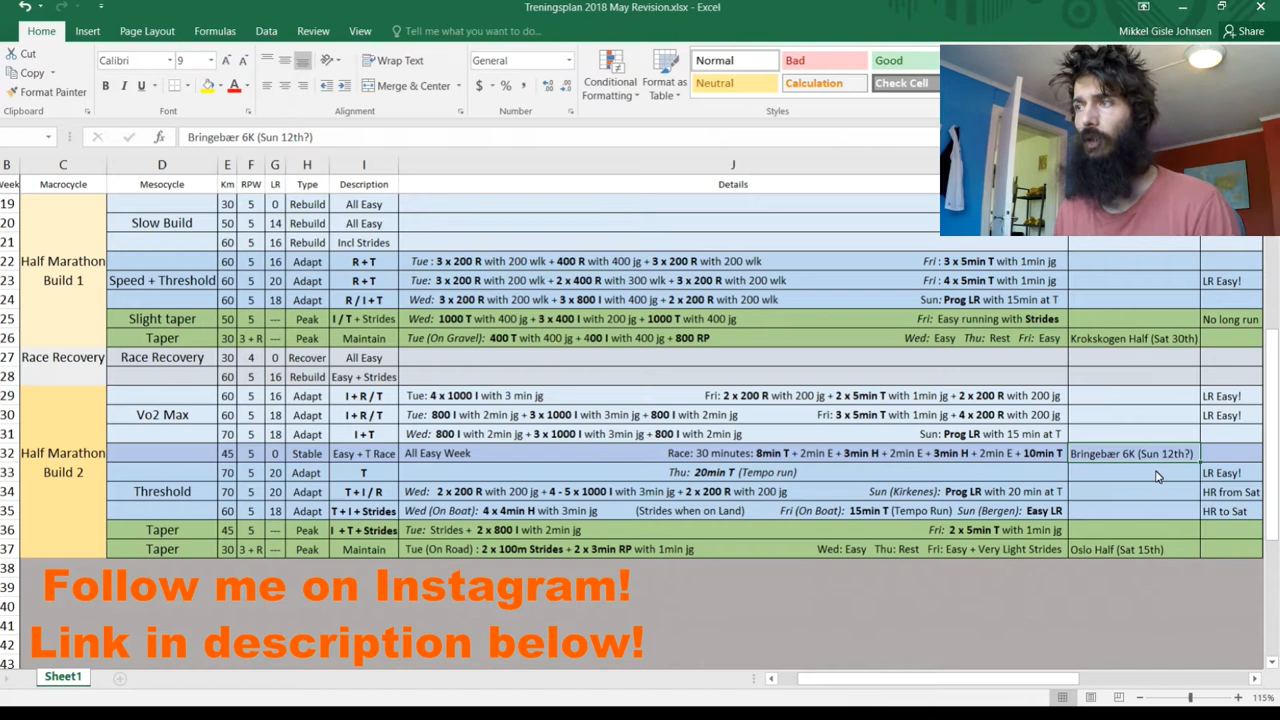 Treningsplan 2018 May Revision.xlsx - Excel
Home Insert Page Layout Formulas Data Review View Tell me what you want to do... Mikkel Gisle Johnsen Share
Cut
Copy
Format Painter
Clipboard
Calibri 9
B I U
Font
Wrap Text
Merge & Center
Alignment
General
$ % ,
Number
Conditional Formatting
Format as Table
Normal Bad Good
Neutral Calculation Check Cell
Styles
fx Bringebær 6K (Sun 12th?)
B C D E F G H I J
Week Macrocycle Mesocycle Km RPW LR Type Description Details
19 30 5 0 Rebuild All Easy
20 Slow Build 50 5 14 Rebuild All Easy
21 60 5 16 Rebuild Incl Strides
22 Half Marathon 60 5 16 Adapt R + T Tue : 3 x 200 R with 200 wlk + 400 R with 400 jg + 3 x 200 R with 200 wlk Fri : 3 x 5min T with 1min jg
23 Build 1 Speed + Threshold 60 5 20 Adapt R + T Tue: 3 x 200 R with 200 wlk + 2 x 400 R with 300 wlk + 3 x 200 R with 200 wlk Fri : 4 x 5min T with 1min jg LR Easy!
24 60 5 18 Adapt R / I + T Wed: 3 x 200 R with 200 wlk + 3 x 800 I with 400 jg + 2 x 200 R with 200 wlk Sun: Prog LR with 15min at T
25 Slight taper 50 5 --- Peak I / T + Strides Wed: 1000 T with 400 jg + 3 x 400 I with 200 jg + 1000 T with 400 jg Fri: Easy running with Strides No long run
26 Taper 30 3 + R --- Peak Maintain Tue (On Gravel): 400 T with 400 jg + 400 I with 400 jg + 800 RP Wed: Easy Thu: Rest Fri: Easy Krokskogen Half (Sat 30th)
27 Race Recovery Race Recovery 30 4 0 Recover All Easy
28 60 5 16 Rebuild Easy + Strides
29 60 5 16 Adapt I + R / T Tue: 4 x 1000 I with 3 min jg Fri: 2 x 200 R with 200 jg + 2 x 5min T with 1min jg + 2 x 200 R with 200 jg LR Easy!
30 Vo2 Max 60 5 18 Adapt I + R / T Tue: 800 I with 2min jg + 3 x 1000 I with 3min jg + 800 I with 2min jg Fri: 3 x 5min T with 1min jg + 4 x 200 R with 200 jg LR Easy!
31 70 5 18 Adapt I + T Wed: 800 I with 2min jg + 3 x 1000 I with 3min jg + 800 I with 2min jg Sun: Prog LR with 15 min at T
32 Half Marathon 45 5 0 Stable Easy + T Race All Easy Week Race: 30 minutes: 8min T + 2min E + 3min H + 2min E + 3min H + 2min E + 10min T Bringebær 6K (Sun 12th?)
33 Build 2 70 5 20 Adapt T Thu: 20min T (Tempo run) LR Easy!
34 Threshold 70 5 20 Adapt T + I / R Wed: 2 x 200 R with 200 jg + 4 - 5 x 1000 I with 3min jg + 2 x 200 R with 200 jg Sun (Kirkenes): Prog LR with 20 min at T HR from Sat
35 60 5 18 Adapt T + I + Strides Wed (On Boat): 4 x 4min H with 3min jg (Strides when on Land) Fri (On Boat): 15min T (Tempo Run) Sun (Bergen): Easy LR HR to Sat
36 Taper 45 5 --- Peak I + T + Strides Tue: Strides + 2 x 800 I with 2min jg Fri: 2 x 5min T with 1min jg
37 Taper 30 3 + R --- Peak Maintain Tue (On Road) : 2 x 100m Strides + 2 x 3min RP with 1min jg Wed: Easy Thu: Rest Fri: Easy + Very Light Strides Oslo Half (Sat 15th)
38
39
40
41
42
43
Follow me on Instagram!
Link in description below!
Sheet1
115%